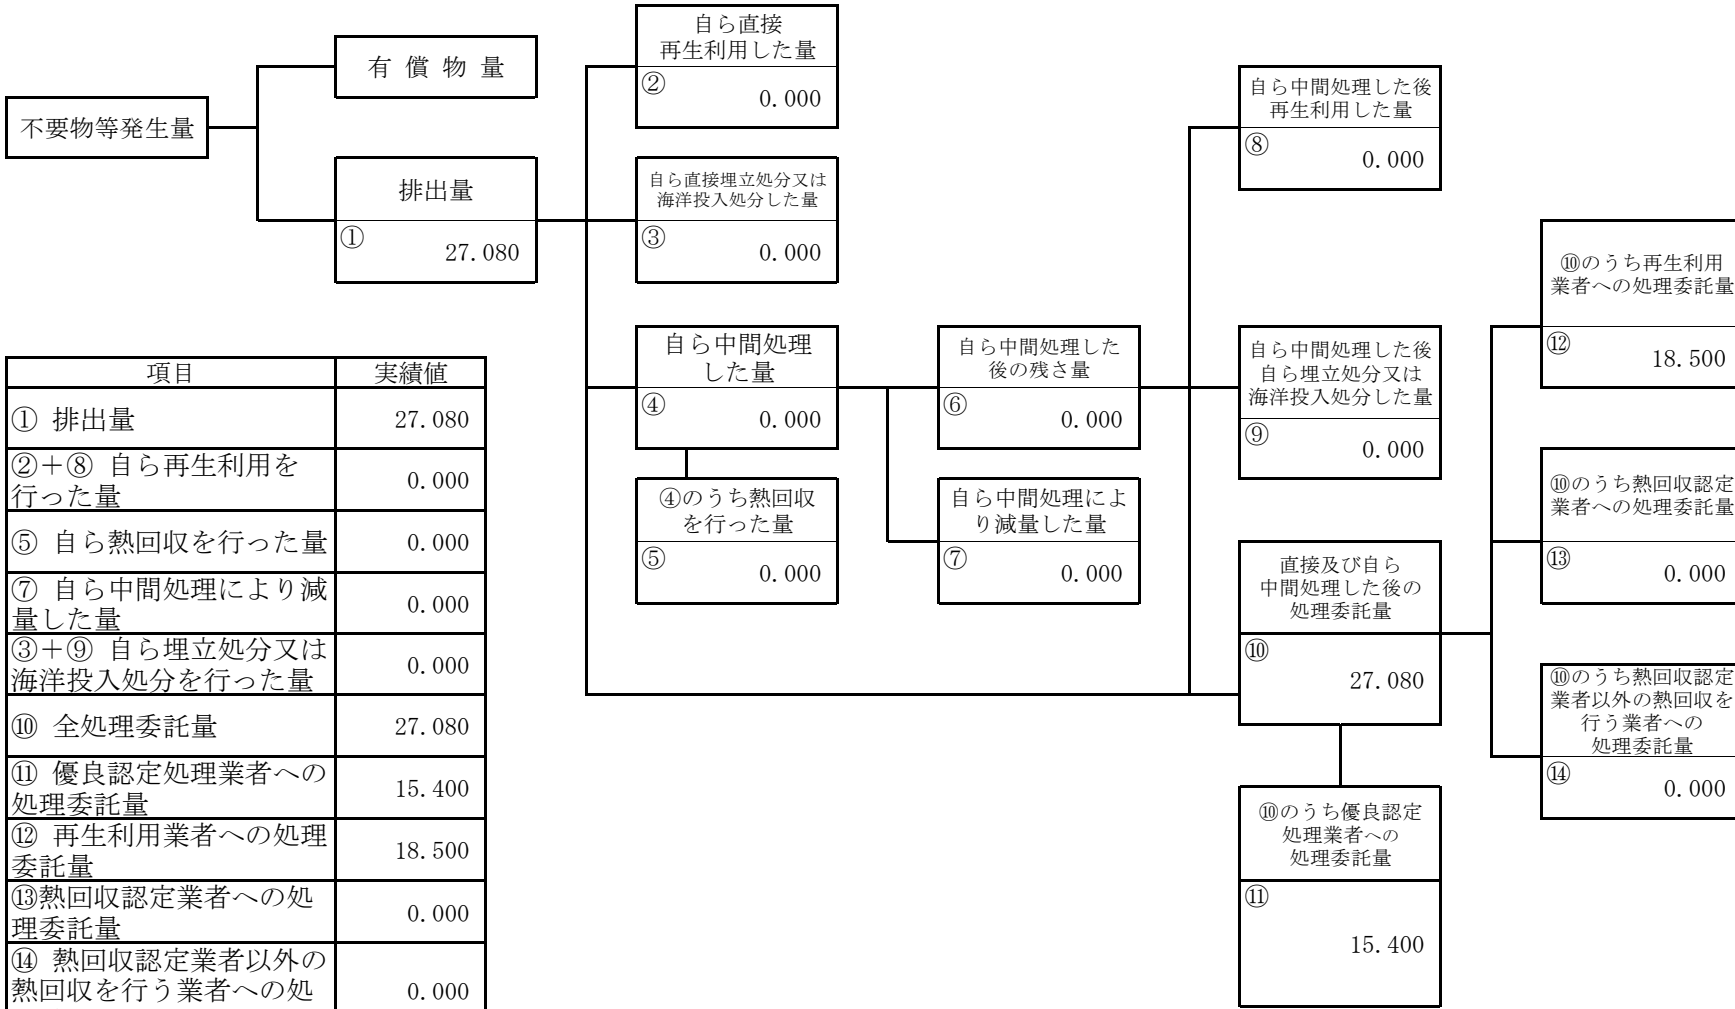 不要物等発生量
有 償 物 量
排出量
①
27.080
自ら直接
再生利用した量
②
0.000
自ら直接埋立処分又は
海洋投入処分した量
③
0.000
自ら中間処理
した量
④
0.000
④のうち熱回収
を行った量
⑤
0.000
自ら中間処理した
後の残さ量
⑥
0.000
自ら中間処理によ
り減量した量
⑦
0.000
自ら中間処理した後
再生利用した量
⑧
0.000
自ら中間処理した後
自ら埋立処分又は
海洋投入処分した量
⑨
0.000
直接及び自ら
中間処理した後の
処理委託量
⑩
27.080
⑩のうち優良認定
処理業者への
処理委託量
⑪
15.400
⑩のうち再生利用
業者への処理委託量
⑫
18.500
⑩のうち熱回収認定
業者への処理委託量
⑬
0.000
⑩のうち熱回収認定
業者以外の熱回収を
行う業者への
処理委託量
⑭
0.000
項目 実績値
① 排出量 27.080
②+⑧ 自ら再生利用を
行った量 0.000
⑤ 自ら熱回収を行った量 0.000
⑦ 自ら中間処理により減
量した量 0.000
③+⑨ 自ら埋立処分又は
海洋投入処分を行った量 0.000
⑩ 全処理委託量 27.080
⑪ 優良認定処理業者への
処理委託量 15.400
⑫ 再生利用業者への処理
委託量 18.500
⑬熱回収認定業者への処
理委託量 0.000
⑭ 熱回収認定業者以外の
熱回収を行う業者への処 0.000